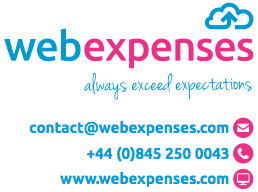 webexpenses
always exceed expectations
contact@webexpenses.com
+44 (0)845 250 0043
www.webexpenses.com